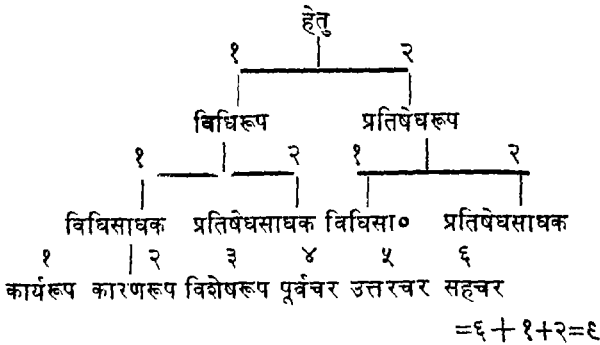 हेतु
१ २
विधिरूप प्रतिषेधरूप
१ २ १ २
विधिसाधक प्रतिषेधसाधक विधिसा० प्रतिषेधसाधक
१ २ ३ ४ ५ ६
कार्यरूप कारणरूप विशेषरूप पूर्वचर उत्तरचर सहचर
=६+१+२=९